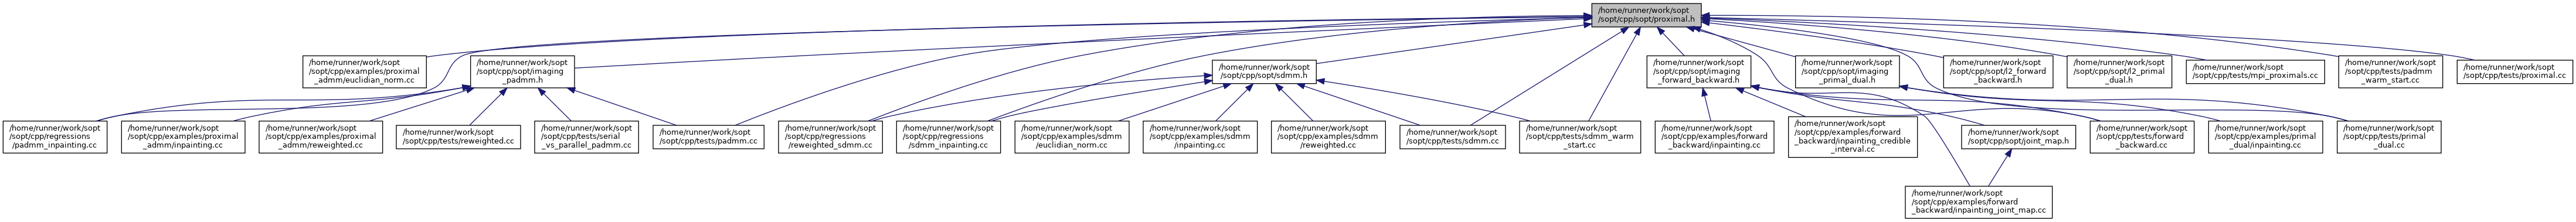 /home/runner/work/sopt
/sopt/cpp/sopt/proximal.h
/home/runner/work/sopt
/sopt/cpp/examples/proximal
_admm/euclidian_norm.cc
/home/runner/work/sopt
/sopt/cpp/sopt/imaging
_padmm.h
/home/runner/work/sopt
/sopt/cpp/sopt/sdmm.h
/home/runner/work/sopt
/sopt/cpp/sopt/imaging
_forward_backward.h
/home/runner/work/sopt
/sopt/cpp/sopt/imaging
_primal_dual.h
/home/runner/work/sopt
/sopt/cpp/sopt/l2_forward
_backward.h
/home/runner/work/sopt
/sopt/cpp/sopt/l2_primal
_dual.h
/home/runner/work/sopt
/sopt/cpp/tests/mpi_proximals.cc
/home/runner/work/sopt
/sopt/cpp/tests/padmm
_warm_start.cc
/home/runner/work/sopt
/sopt/cpp/tests/proximal.cc
/home/runner/work/sopt
/sopt/cpp/regressions
/padmm_inpainting.cc
/home/runner/work/sopt
/sopt/cpp/examples/proximal
_admm/inpainting.cc
/home/runner/work/sopt
/sopt/cpp/examples/proximal
_admm/reweighted.cc
/home/runner/work/sopt
/sopt/cpp/tests/reweighted.cc
/home/runner/work/sopt
/sopt/cpp/tests/serial
_vs_parallel_padmm.cc
/home/runner/work/sopt
/sopt/cpp/tests/padmm.cc
/home/runner/work/sopt
/sopt/cpp/regressions
/reweighted_sdmm.cc
/home/runner/work/sopt
/sopt/cpp/regressions
/sdmm_inpainting.cc
/home/runner/work/sopt
/sopt/cpp/examples/sdmm
/euclidian_norm.cc
/home/runner/work/sopt
/sopt/cpp/examples/sdmm
/inpainting.cc
/home/runner/work/sopt
/sopt/cpp/examples/sdmm
/reweighted.cc
/home/runner/work/sopt
/sopt/cpp/tests/sdmm.cc
/home/runner/work/sopt
/sopt/cpp/tests/sdmm_warm
_start.cc
/home/runner/work/sopt
/sopt/cpp/examples/forward
_backward/inpainting.cc
/home/runner/work/sopt
/sopt/cpp/examples/forward
_backward/inpainting_credible
_interval.cc
/home/runner/work/sopt
/sopt/cpp/sopt/joint_map.h
/home/runner/work/sopt
/sopt/cpp/tests/forward
_backward.cc
/home/runner/work/sopt
/sopt/cpp/examples/primal
_dual/inpainting.cc
/home/runner/work/sopt
/sopt/cpp/tests/primal
_dual.cc
/home/runner/work/sopt
/sopt/cpp/examples/forward
_backward/inpainting_joint_map.cc